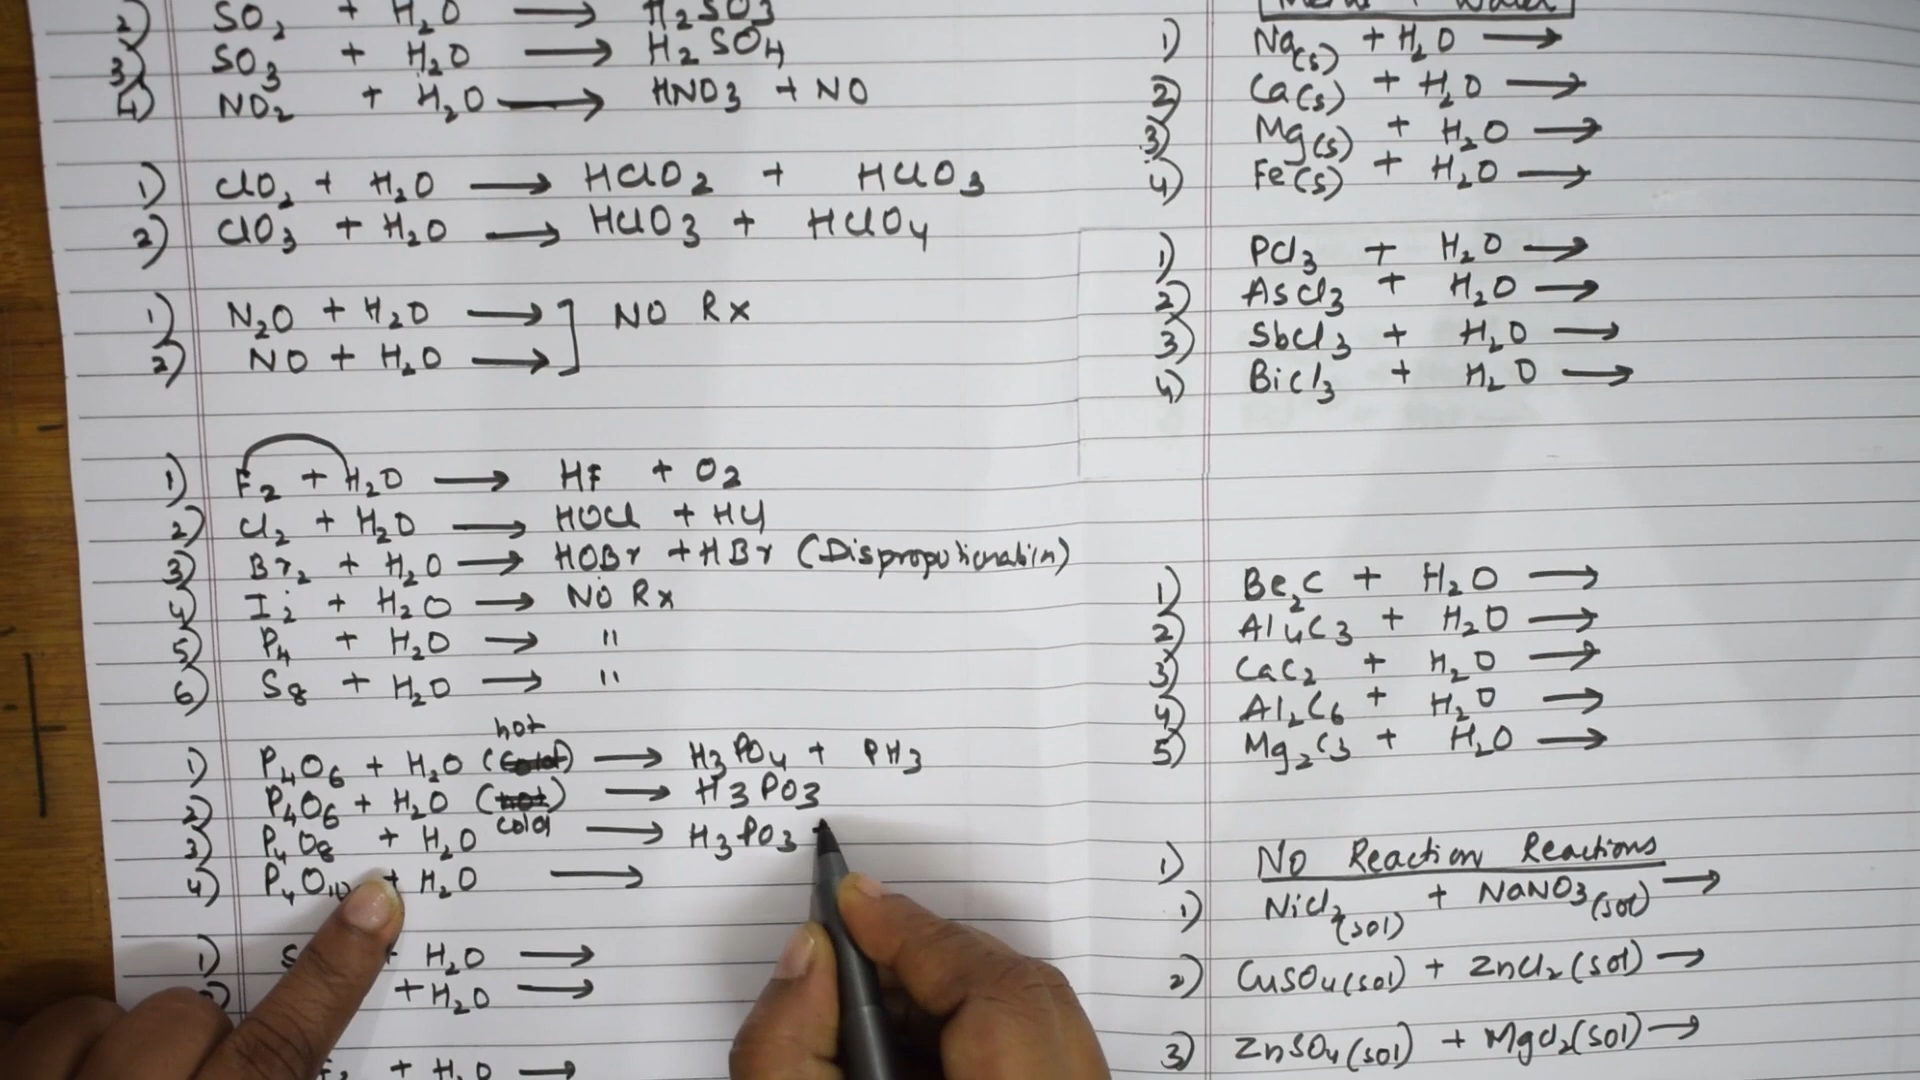 2) SO2 + H2O ⟶ H2SO3
3) SO3 + H2O ⟶ H2SO4
4) NO2 + H2O ⟶ HNO3 + NO
1) ClO2 + H2O ⟶ HClO2 + HClO3
2) ClO3 + H2O ⟶ HClO3 + HClO4
1) N2O + H2O ⟶ ] NO Rx
2) NO + H2O ⟶
1) F2 + H2O ⟶ HF + O2
2) Cl2 + H2O ⟶ HOCl + HCl
3) Br2 + H2O ⟶ HOBr + HBr (Disproportionation)
4) I2 + H2O ⟶ NO Rx
5) P4 + H2O ⟶ "
6) S8 + H2O ⟶ "
hot
1) P4O6 + H2O (cold) ⟶ H3PO4 + PH3
2) P4O6 + H2O (hot) ⟶ H3PO3
cold
3) P4O8 + H2O ⟶ H3PO3
4) P4O10 + H2O ⟶
1) S + H2O ⟶
+ H2O ⟶
+ H2O ⟶
+ Water
1) Na(s) + H2O ⟶
2) Ca(s) + H2O ⟶
3) Mg(s) + H2O ⟶
4) Fe(s) + H2O ⟶
1) PCl3 + H2O ⟶
2) AsCl3 + H2O ⟶
3) SbCl3 + H2O ⟶
4) BiCl3 + H2O ⟶
1) Be2C + H2O ⟶
2) Al4C3 + H2O ⟶
3) CaC2 + H2O ⟶
4) Al2C6 + H2O ⟶
5) Mg2C3 + H2O ⟶
1) No Reaction Reactions
1) NiCl2(sol) + NaNO3(sol) ⟶
2) CuSO4(sol) + ZnCl2(sol) ⟶
3) ZnSO4(sol) + MgCl2(sol) ⟶